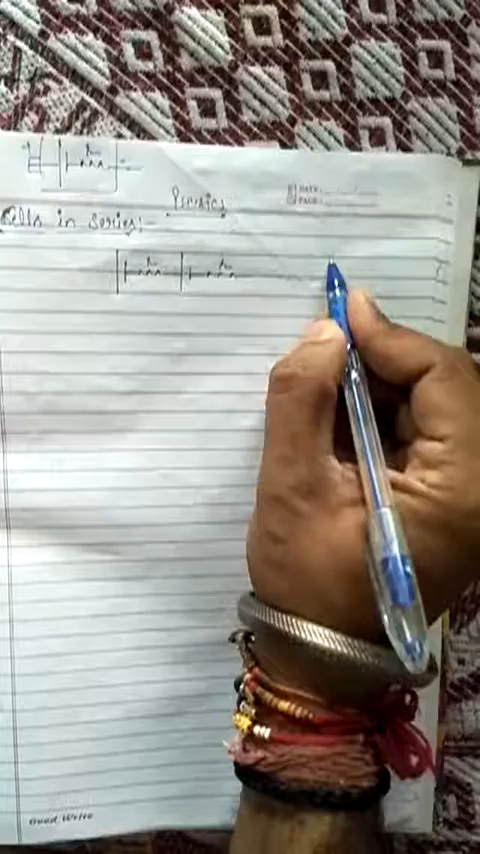 Physics
DATE:
PAGE:
Cells in series:
Good Write